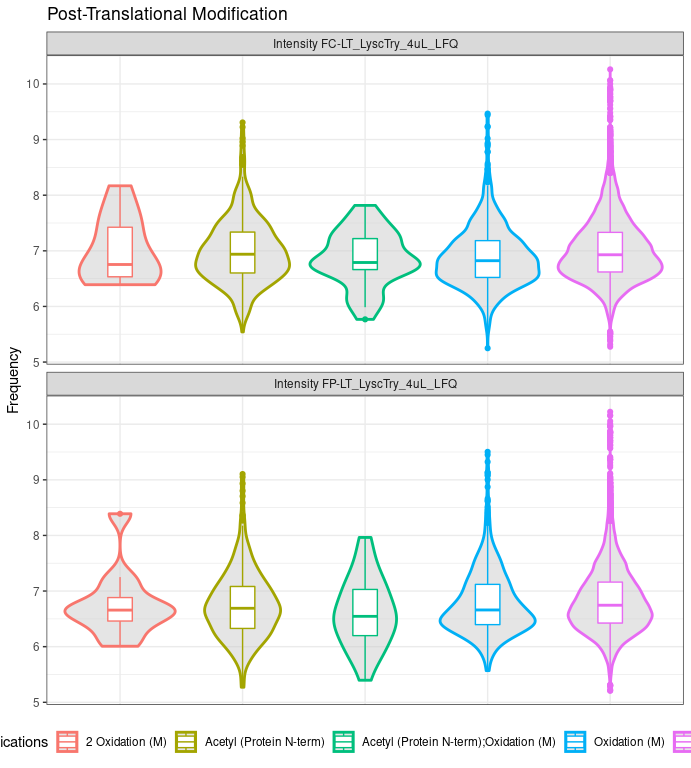 Post-Translational Modification
Intensity FC-LT_LyscTry_4uL_LFQ
10
9
8
7
6
5
Frequency
Intensity FP-LT_LyscTry_4uL_LFQ
10
9
8
7
6
5
ications 2 Oxidation (M) Acetyl (Protein N-term) Acetyl (Protein N-term);Oxidation (M) Oxidation (M)